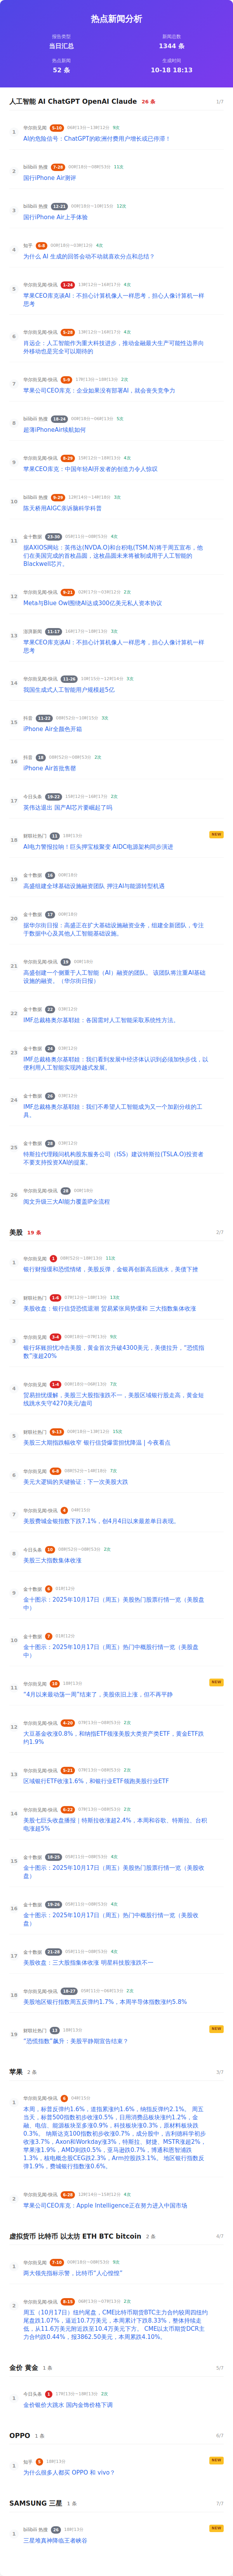 热点新闻分析
报告类型
新闻总数
当日汇总
1344 条
热点新闻
生成时间
52 条
10-18 18:13
人工智能 AI ChatGPT OpenAI Claude 26 条
1/7
1
华尔街见闻
AI的危险信号：ChatGPT的欧洲付费用户增长或已停滞！
2
bilibili 热搜
国行iPhone Air测评
3
bilibili 热搜
国行iPhone Air上手体验
4
知乎
为什么 AI 生成的回答会动不动就喜欢分点和总结？
5
华尔街见闻-快讯
苹果CEO库克谈AI：不担心计算机像人一样思考，担心人像计算机一样
思考
6
华尔街见闻-快讯
肖远企：人工智能作为重大科技进步，推动金融最大生产可能性边界向
外移动也是完全可以期待的
7
华尔街见闻-快讯
苹果公司CEO库克：企业如果没有部署AI，就会丧失竞争力
8
bilibili 热搜
超薄iPhoneAir续航如何
9
华尔街见闻-快讯
苹果CEO库克：中国年轻AI开发者的创造力令人惊叹
10
bilibili 热搜
陈天桥用AIGC亲诉脑科学科普
11
金十数据
据AXIOS网站：英伟达(NVDA.O)和台积电(TSM.N)将于周五宣布，他
们在美国完成的首枚晶圆，这枚晶圆未来将被制成用于人工智能的
Blackwell芯片。
12
华尔街见闻-快讯
Meta与Blue Owl围绕AI达成300亿美元私人资本协议
13
澎湃新闻
苹果CEO库克谈AI：不担心计算机像人一样思考，担心人像计算机一样
思考
14
华尔街见闻-快讯
我国生成式人工智能用户规模超5亿
15
抖音
iPhone Air全颜色开箱
16
抖音
iPhone Air首批售罄
17
今日头条
英伟达退出 国产AI芯片要崛起了吗
18
财联社热门
NEW
AI电力警报拉响！巨头押宝核聚变 AIDC电源架构同步演进
19
金十数据
高盛组建全球基础设施融资团队 押注AI与能源转型机遇
20
金十数据
据华尔街日报：高盛正在扩大基础设施融资业务，组建全新团队，专注
于数据中心及其他人工智能基础设施。
21
华尔街见闻-快讯
高盛创建一个侧重于人工智能（AI）融资的团队。 该团队将注重AI基础
设施的融资。（华尔街日报）
22
金十数据
IMF总裁格奥尔基耶娃：各国需对人工智能采取系统性方法。
23
金十数据
IMF总裁格奥尔基耶娃：我们看到发展中经济体认识到必须加快步伐，以
便利用人工智能实现跨越式发展。
24
金十数据
IMF总裁格奥尔基耶娃：我们不希望人工智能成为又一个加剧分歧的工
具。
25
金十数据
特斯拉代理顾问机构股东服务公司（ISS）建议特斯拉(TSLA.O)投资者
不要支持投资XAI的提案。
26
华尔街见闻-快讯
阅文升级三大AI能力覆盖IP全流程
美股 19 条
2/7
1
华尔街见闻
银行财报缓和恐慌情绪，美股反弹，金银再创新高后跳水，美债下挫
2
财联社热门
美股收盘：银行信贷恐慌退潮 贸易紧张局势缓和 三大指数集体收涨
3
华尔街见闻
银行坏账担忧冲击美股，黄金首次升破4300美元，美债拉升，“恐慌指
数”涨超20%
4
华尔街见闻
贸易担忧缓解，美股三大股指涨跌不一，美股区域银行股走高，黄金短
线跳水失守4270美元/盎司
5
财联社热门
美股三大期指跌幅收窄 银行信贷爆雷担忧降温 | 今夜看点
6
华尔街见闻
美元大逻辑的关键验证：下一次美股大跌
7
华尔街见闻-快讯
美股费城金银指数下跌7.1%，创4月4日以来最差单日表现。
8
今日头条
美股三大指数集体收涨
9
金十数据
金十图示：2025年10月17日（周五）美股热门股票行情一览（美股盘
中）
10
金十数据
金十图示：2025年10月17日（周五）热门中概股行情一览（美股盘
中）
11
华尔街见闻
NEW
“4月以来最动荡一周”结束了，美股依旧上涨，但不再平静
12
华尔街见闻-快讯
大豆基金收涨0.8%，和纳指ETF领涨美股大类资产类ETF，黄金ETF跌
约1.9%
13
华尔街见闻-快讯
区域银行ETF收涨1.6%，和银行业ETF领跑美股行业ETF
14
华尔街见闻-快讯
美股七巨头收盘播报｜特斯拉收涨超2.4%，本周和谷歌、特斯拉、台积
电涨超5%
15
金十数据
金十图示：2025年10月17日（周五）美股热门股票行情一览（美股收
盘）
16
金十数据
金十图示：2025年10月17日（周五）热门中概股行情一览（美股收
盘）
17
金十数据
美股收盘：三大股指集体收涨 明星科技股涨跌不一
18
华尔街见闻-快讯
美股地区银行指数周五反弹约1.7%，本周半导体指数涨约5.8%
19
财联社热门
NEW
“恐慌指数”飙升：美股平静期宣告结束？
苹果 2 条
3/7
1
华尔街见闻-快讯
本周，标普反弹约1.6%，道指累涨约1.6%，纳指反弹约2.1%。 周五
当天，标普500指数初步收涨0.5%，日用消费品板块涨约1.2%，金
融、电信、能源板块至多涨约0.9%，科技板块涨0.3%，原材料板块跌
0.3%。 纳斯达克100指数初步收涨0.7%，成分股中，吉利德科学初步
收涨3.7%，Axon和Workday涨3%，特斯拉、财捷、MSTR涨超2%，
苹果涨1.9%，AMD则跌0.5%，亚马逊跌0.7%，博通和恩智浦跌
1.3%，核电概念股CEG跌2.3%，Arm控股跌3.1%。 地区银行指数反
弹1.9%，费城银行指数涨0.6%。
2
华尔街见闻-快讯
苹果公司CEO库克：Apple Intelligence正在努力进入中国市场
虚拟货币 比特币 以太坊 ETH BTC bitcoin 2 条
4/7
1
华尔街见闻
两大领先指标示警，比特币“人心惶惶”
2
华尔街见闻-快讯
周五（10月17日）纽约尾盘，CME比特币期货BTC主力合约较周四纽约
尾盘跌1.07%，逼近10.7万美元，本周累计下跌8.33%，整体持续走
低，从11.6万美元附近跌至10.4万美元下方。 CME以太币期货DCR主
力合约跌0.44%，报3862.50美元，本周累跌4.10%。
金价 黄金 1 条
5/7
1
今日头条
金价银价大跳水 国内金饰价格下调
OPPO 1 条
6/7
1
知乎
NEW
为什么很多人都买 OPPO 和 vivo？
SAMSUNG 三星 1 条
7/7
1
bilibili 热搜
NEW
三星堆真神降临王者峡谷